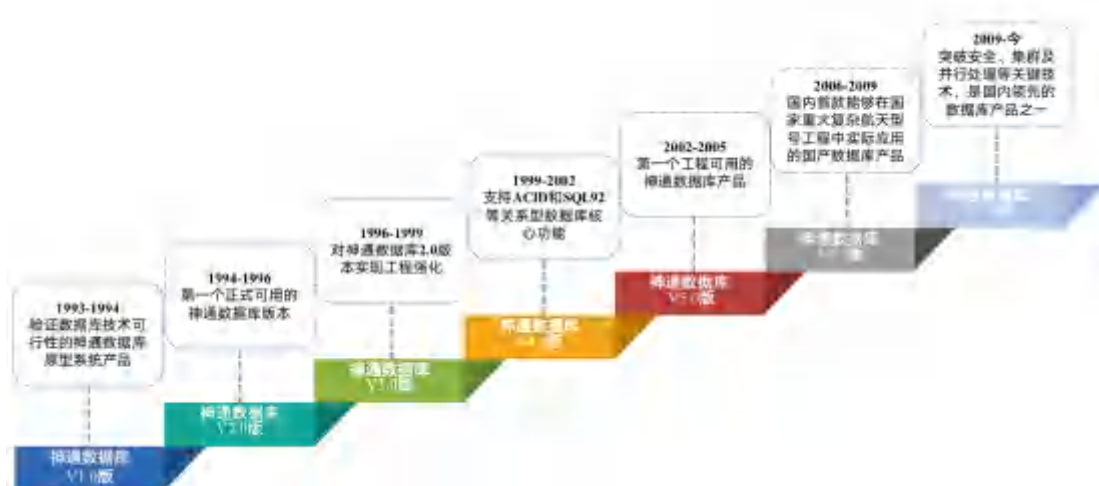 1993-1994
验证数据库技术可
行性的神通数据库
原型系统产品
神通数据库
V1.0版
1994-1996
第一个正式可用的
神通数据库版本
神通数据库
V2.0版
1996-1999
对神通数据库2.0版
本实现工程强化
神通数据库
V3.0版
1999-2002
支持ACID和SQL92
等关系型数据库核
心功能
神通数据库
版
2002-2005
第一个工程可用的
神通数据库产品
神通数据库
V5.0版
2006-2009
国内首款能够在国
家重大复杂航天型
号工程中实际应用
的国产数据库产品
神通数据库
版
2009-今
突破安全、集群及
并行处理等关键技
术，是国内领先的
数据库产品之一
神通数据库